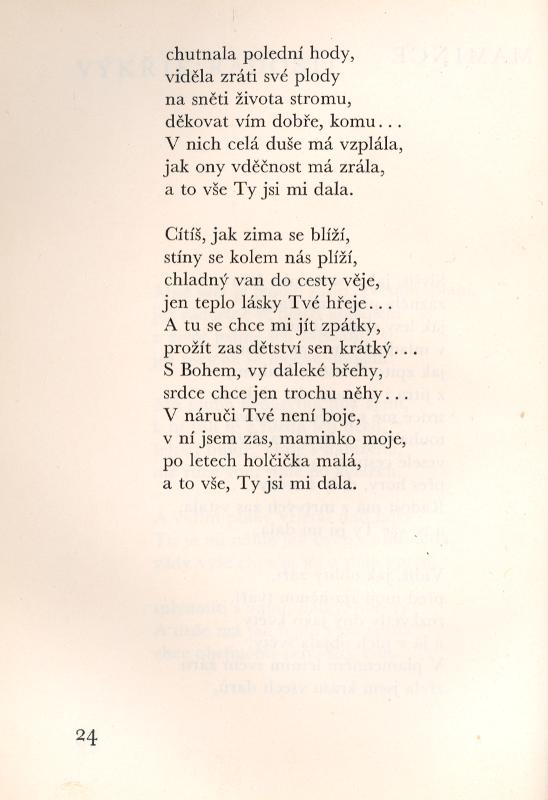 chutnala polední hody,
viděla zráti své plody
na sněti života stromu,
děkovat vím dobře, komu...
V nich celá duše má vzplála,
jak ony vděčnost má zrála,
a to vše Ty jsi mi dala.

Cítíš, jak zima se blíží,
stíny se kolem nás plíží,
chladný van do cesty věje,
jen teplo lásky Tvé hřeje...
A tu se chce mi jít zpátky,
prožít zas dětství sen krátký...
S Bohem, vy daleké břehy,
srdce chce jen trochu něhy...
V náruči Tvé není boje,
v ní jsem zas, maminko moje,
po letech holčička malá,
a to vše, Ty jsi mi dala.

24